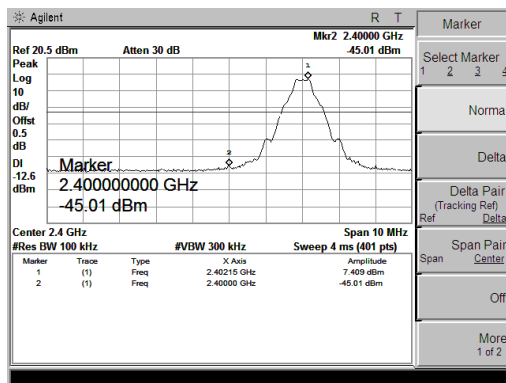 Agilent R T
Mkr2 2.40000 GHz
Ref 20.5 dBm Atten 30 dB -45.01 dBm
Peak
Log
10
dB/
Offst
0.5
dB
DI
-12.6
dBm
1
2
Marker
2.400000000 GHz
-45.01 dBm
Center 2.4 GHz Span 10 MHz
#Res BW 100 kHz #VBW 300 kHz Sweep 4 ms (401 pts)
Marker Trace Type X Axis Amplitude
1 (1) Freq 2.40215 GHz 7.409 dBm
2 (1) Freq 2.40000 GHz -45.01 dBm
Marker
Select Marker
1 2 3 4
Norma
Delta
Delta Pair
(Tracking Ref)
Ref Delta
Span Pair
Span Center
Off
More
1 of 2